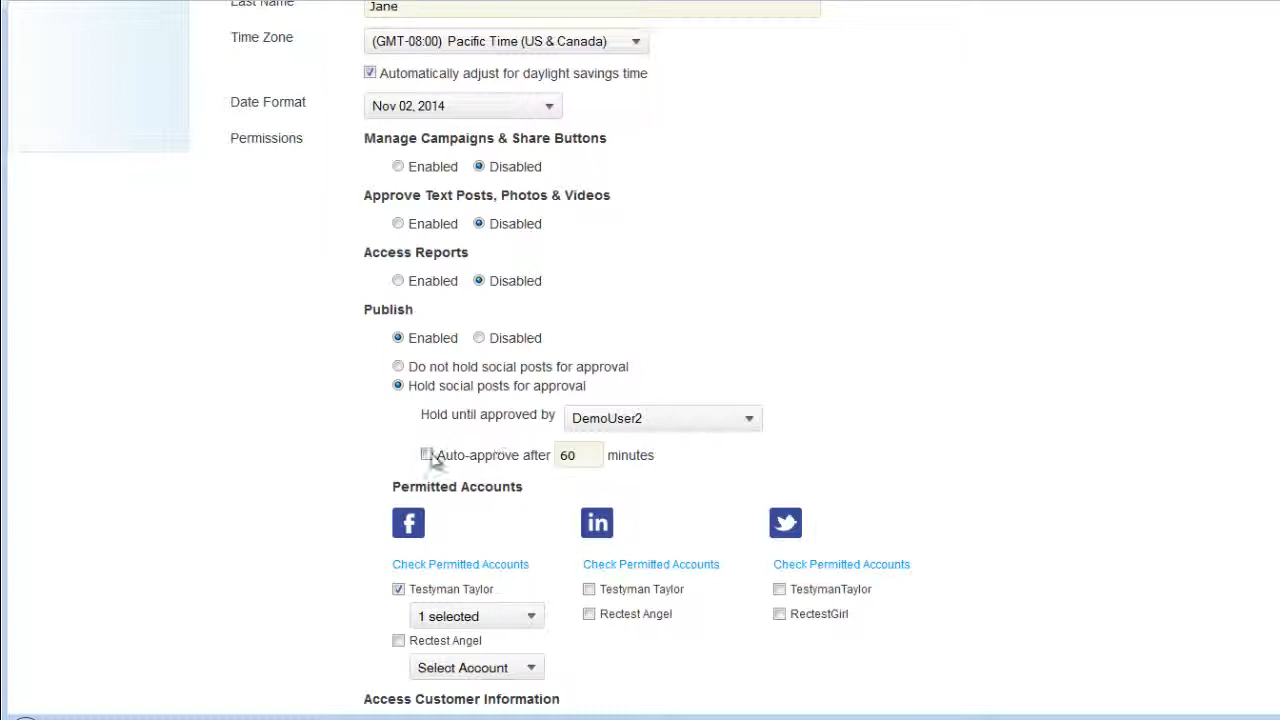 Last Name Jane
Time Zone (GMT-08:00) Pacific Time (US & Canada)
Automatically adjust for daylight savings time
Date Format Nov 02, 2014
Permissions Manage Campaigns & Share Buttons
Enabled Disabled
Approve Text Posts, Photos & Videos
Enabled Disabled
Access Reports
Enabled Disabled
Publish
Enabled Disabled
Do not hold social posts for approval
Hold social posts for approval
Hold until approved by DemoUser2
Auto-approve after 60 minutes
Permitted Accounts
f in
Check Permitted Accounts Check Permitted Accounts Check Permitted Accounts
Testyman Taylor Testyman Taylor TestymanTaylor
1 selected Rectest Angel RectestGirl
Rectest Angel
Select Account
Access Customer Information